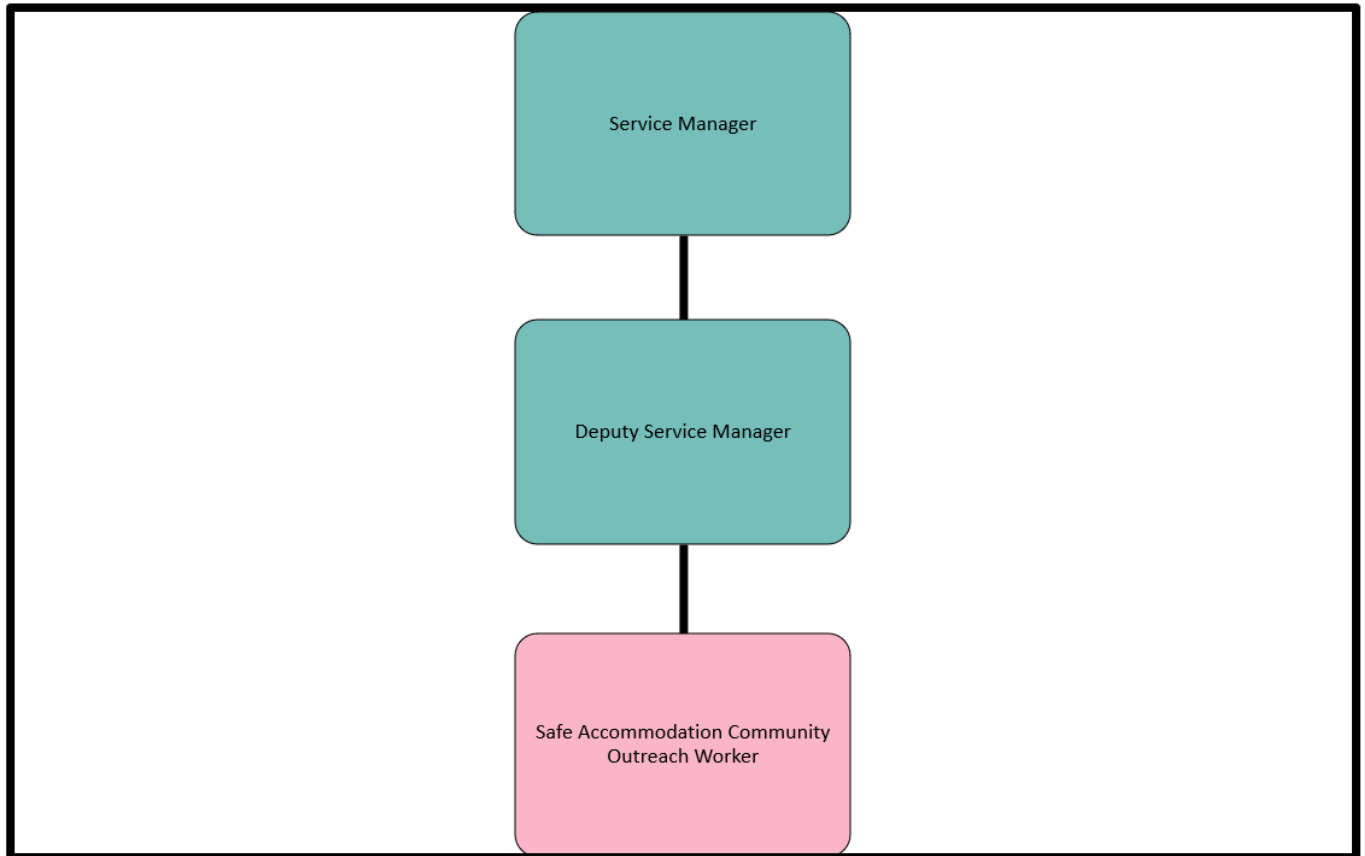 Service Manager
Deputy Service Manager
Safe Accommodation Community
Outreach Worker